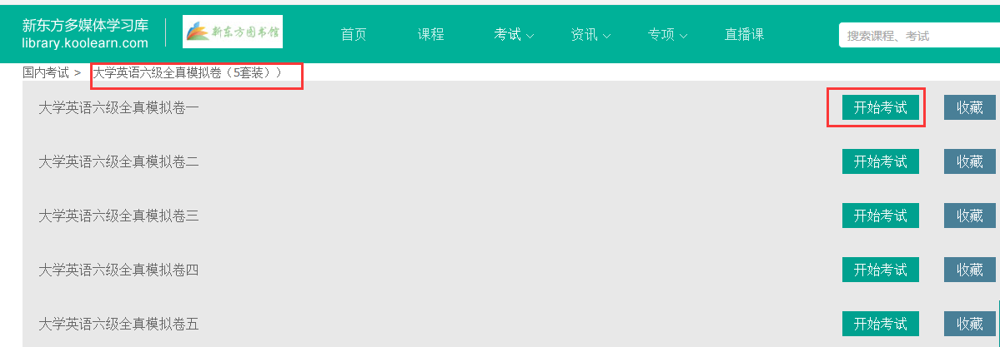 新东方多媒体学习库
library.koolearn.com
新东方图书馆
首页 课程 考试 资讯 专项 直播课
搜索课程、考试
国内考试 > 大学英语六级全真模拟卷（5套装））
大学英语六级全真模拟卷一 开始考试 收藏
大学英语六级全真模拟卷二 开始考试 收藏
大学英语六级全真模拟卷三 开始考试 收藏
大学英语六级全真模拟卷四 开始考试 收藏
大学英语六级全真模拟卷五 开始考试 收藏